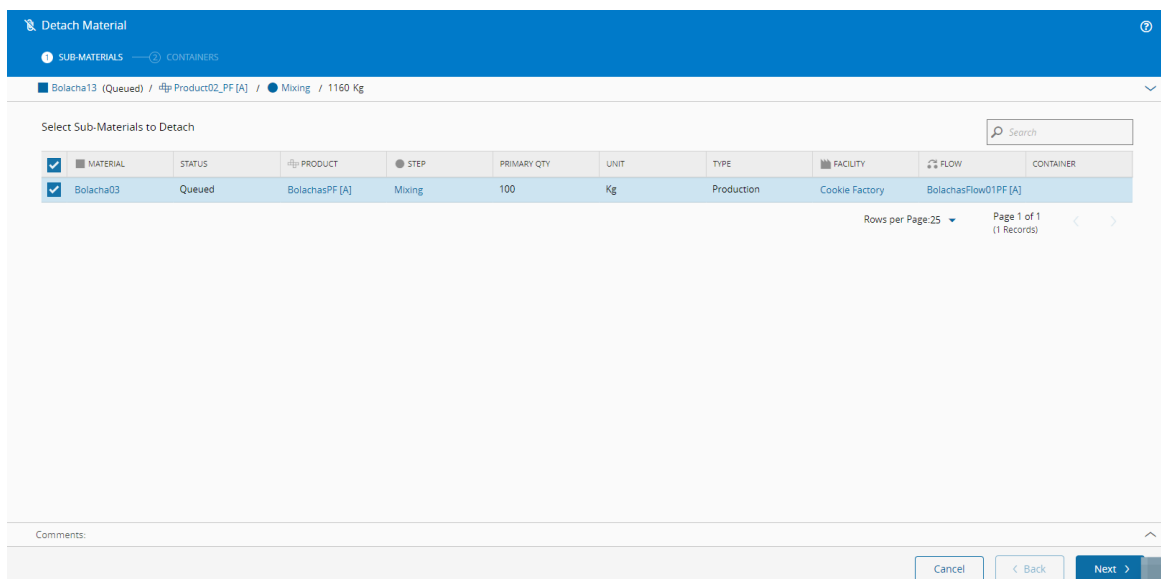 Detach Material
1 SUB-MATERIALS 2 CONTAINERS
Bolacha13 (Queued) / Product02_PF [A] / Mixing / 1160 Kg
Select Sub-Materials to Detach
Search
MATERIAL STATUS PRODUCT STEP PRIMARY QTY UNIT TYPE FACILITY FLOW CONTAINER
Bolacha03 Queued BolachasPF [A] Mixing 100 Kg Production Cookie Factory BolachasFlow01PF [A]
Rows per Page:25 Page 1 of 1
(1 Records)
Comments:
Cancel < Back Next >